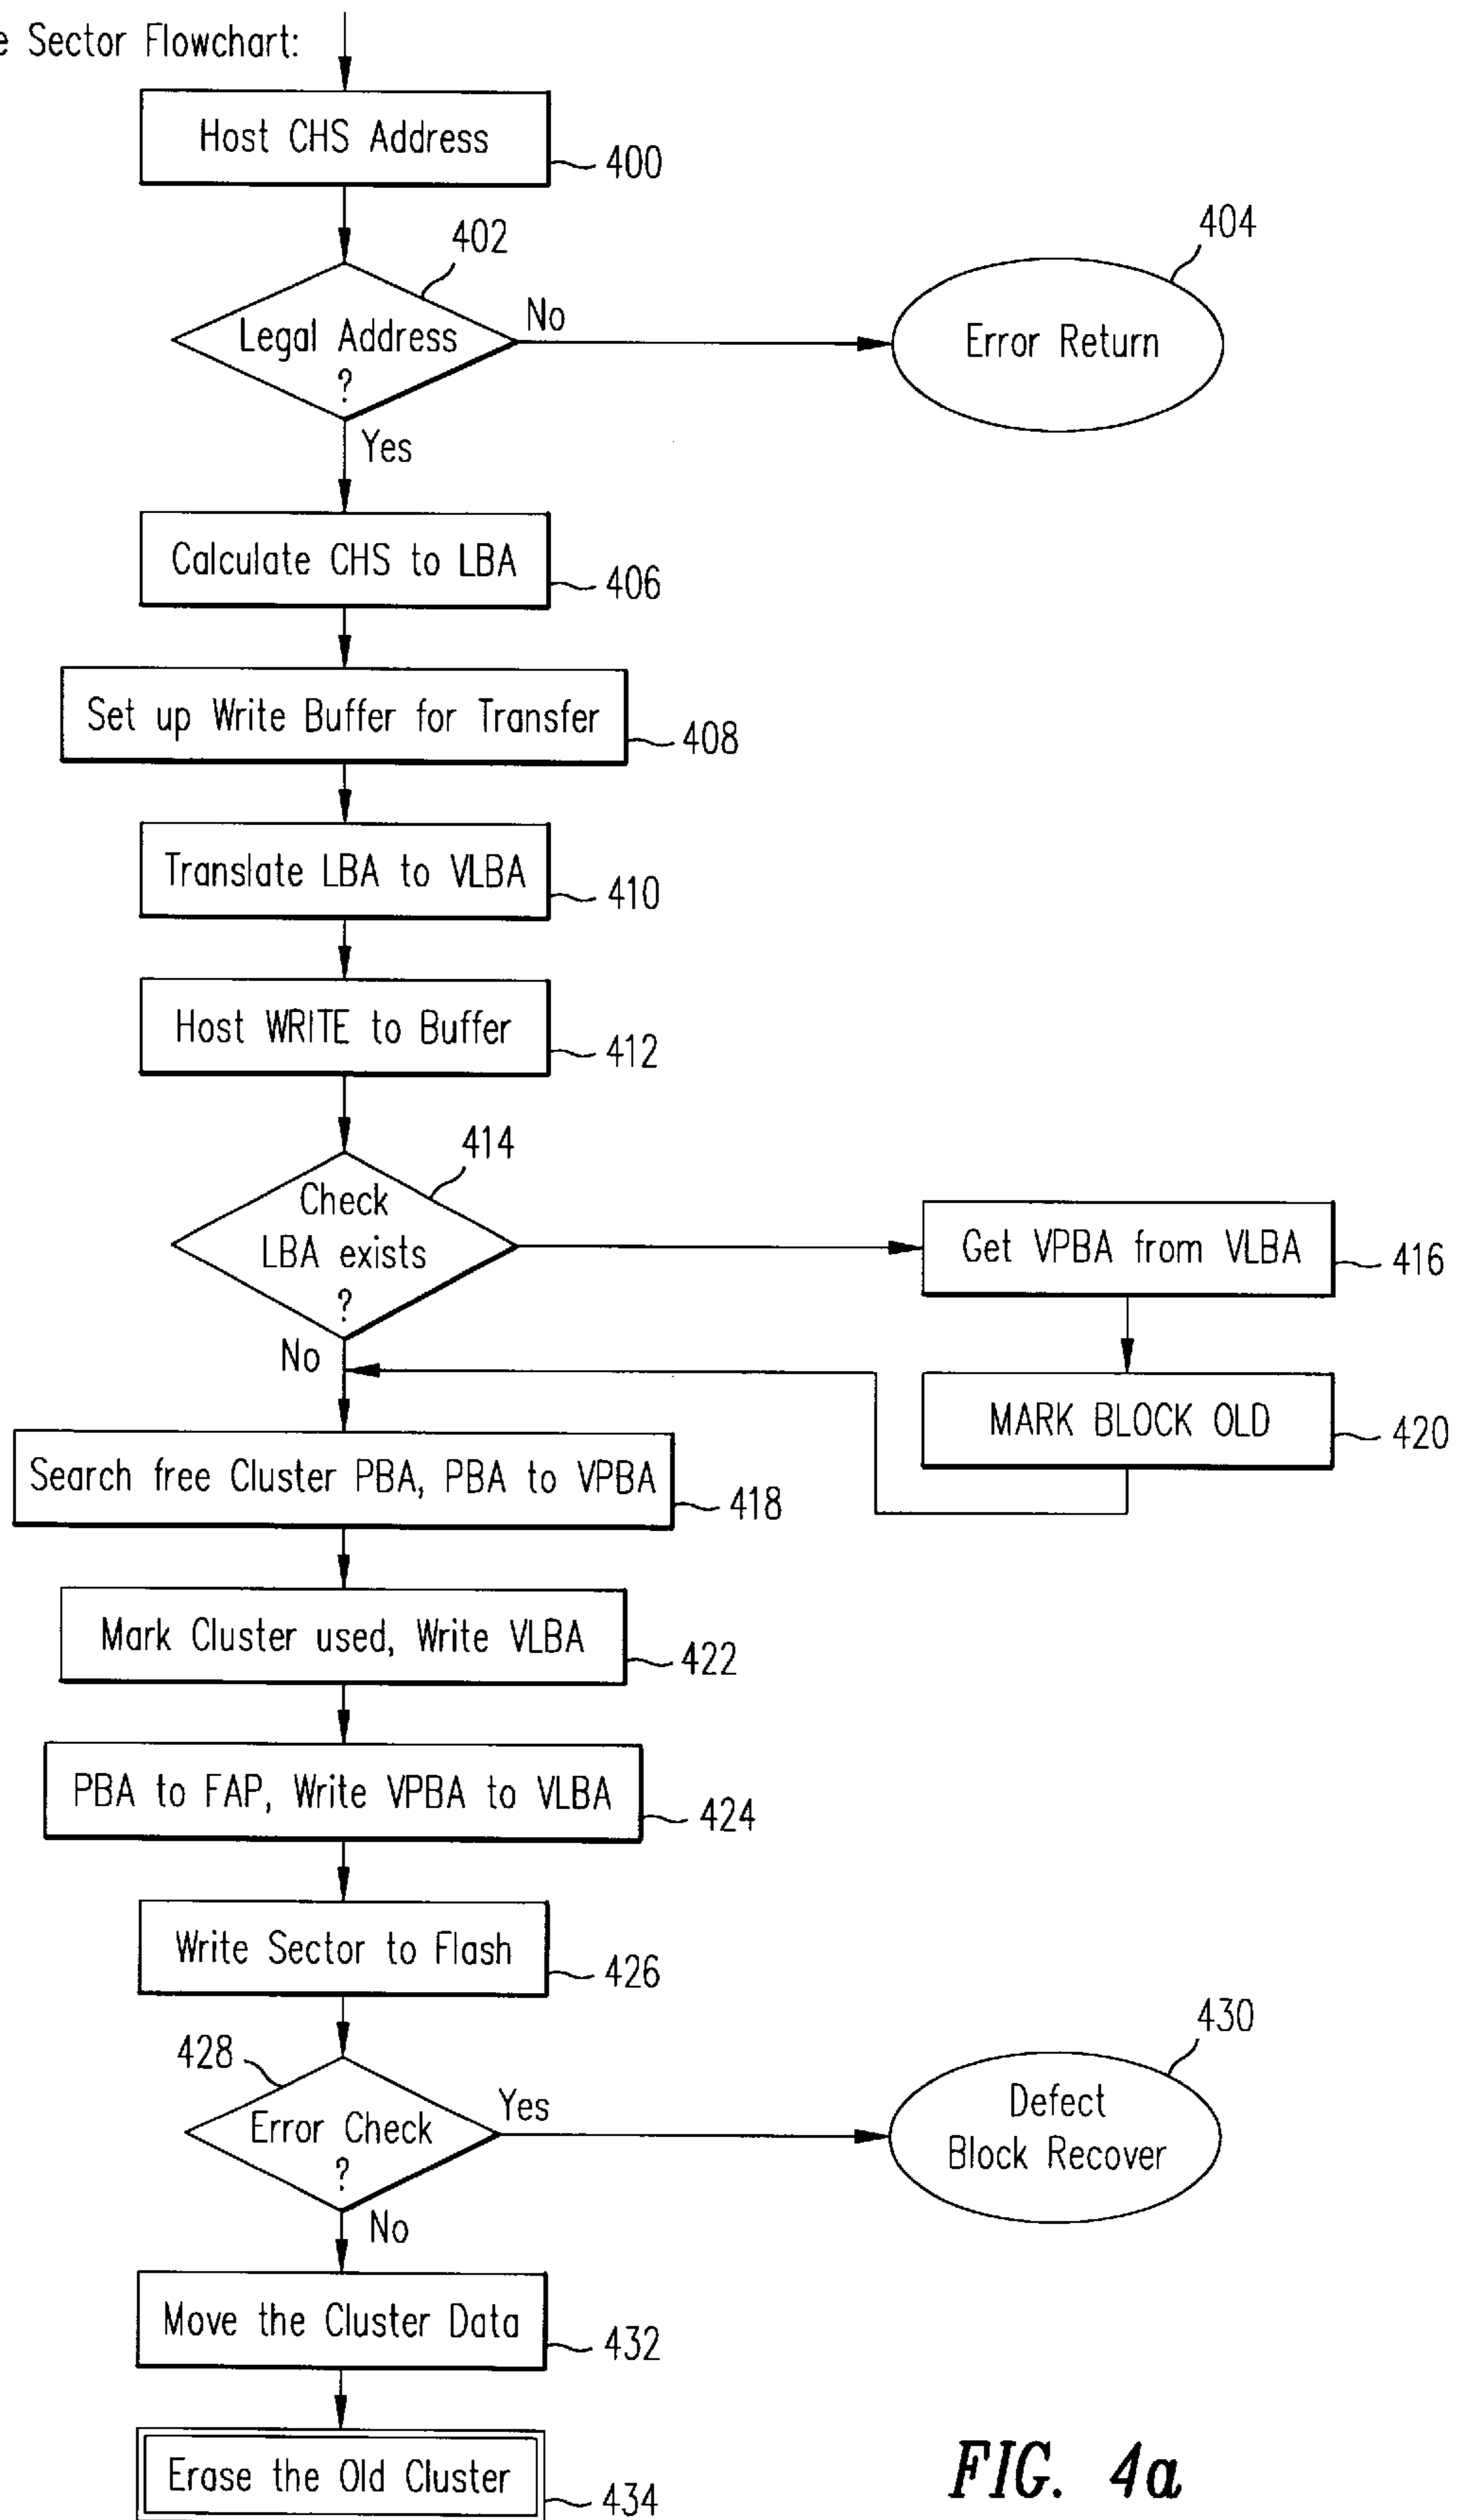 e Sector Flowchart:
Host CHS Address
400
402
404
Legal Address
?
No
Error Return
Yes
Calculate CHS to LBA
406
Set up Write Buffer for Transfer
408
Translate LBA to VLBA
410
Host WRITE to Buffer
412
414
Check
LBA exists
?
Get VPBA from VLBA
416
No
MARK BLOCK OLD
420
Search free Cluster PBA, PBA to VPBA
418
Mark Cluster used, Write VLBA
422
PBA to FAP, Write VPBA to VLBA
424
Write Sector to Flash
426
428
430
Error Check
?
Yes
Defect
Block Recover
No
Move the Cluster Data
432
Erase the Old Cluster
434
FIG. 4a